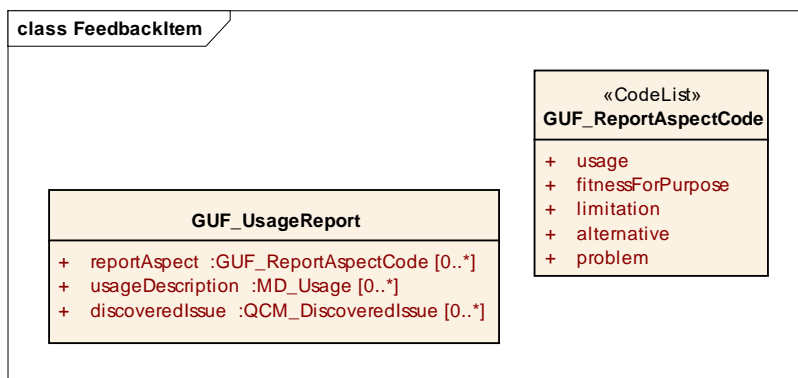 class FeedbackItem
«CodeList»
GUF_ReportAspectCode
+ usage
+ fitnessForPurpose
+ limitation
+ alternative
+ problem
GUF_UsageReport
+ reportAspect :GUF_ReportAspectCode [0..*]
+ usageDescription :MD_Usage [0..*]
+ discoveredIssue :QCM_DiscoveredIssue [0..*]